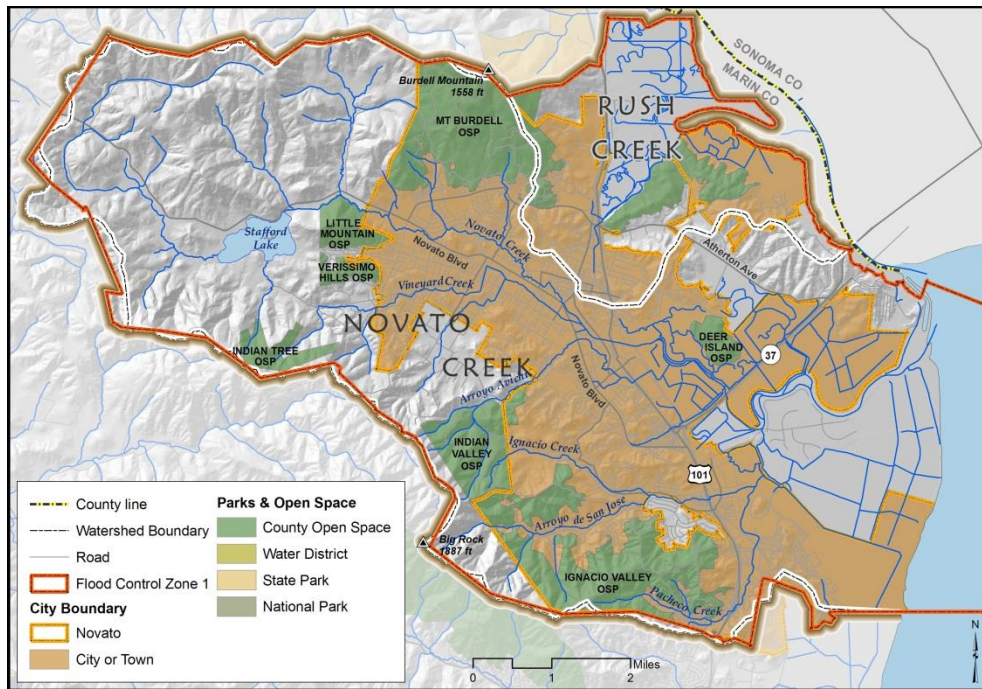 SONOMA CO
MARIN CO
Burdell Mountain
1558 ft
MT BURDELL
OSP
RUSH
CREEK
Stafford
Lake
LITTLE
MOUNTAIN
OSP
VERISSIMO
HILLS OSP
Novato Blvd
Novato Creek
Atherton Ave
Vineyard Creek
NOVATO
CREEK
INDIAN TREE
OSP
DEER
ISLAND
OSP
37
Arroyo Avichi
Novato Blvd
INDIAN
VALLEY
OSP
Ignacio Creek
101
Arroyo de San Jose
Big Rock
1887 ft
IGNACIO VALLEY
OSP
Pacheco Creek
County line
Watershed Boundary
Road
Flood Control Zone 1
City Boundary
Novato
City or Town
Parks & Open Space
County Open Space
Water District
State Park
National Park
0 1 2 Miles
N